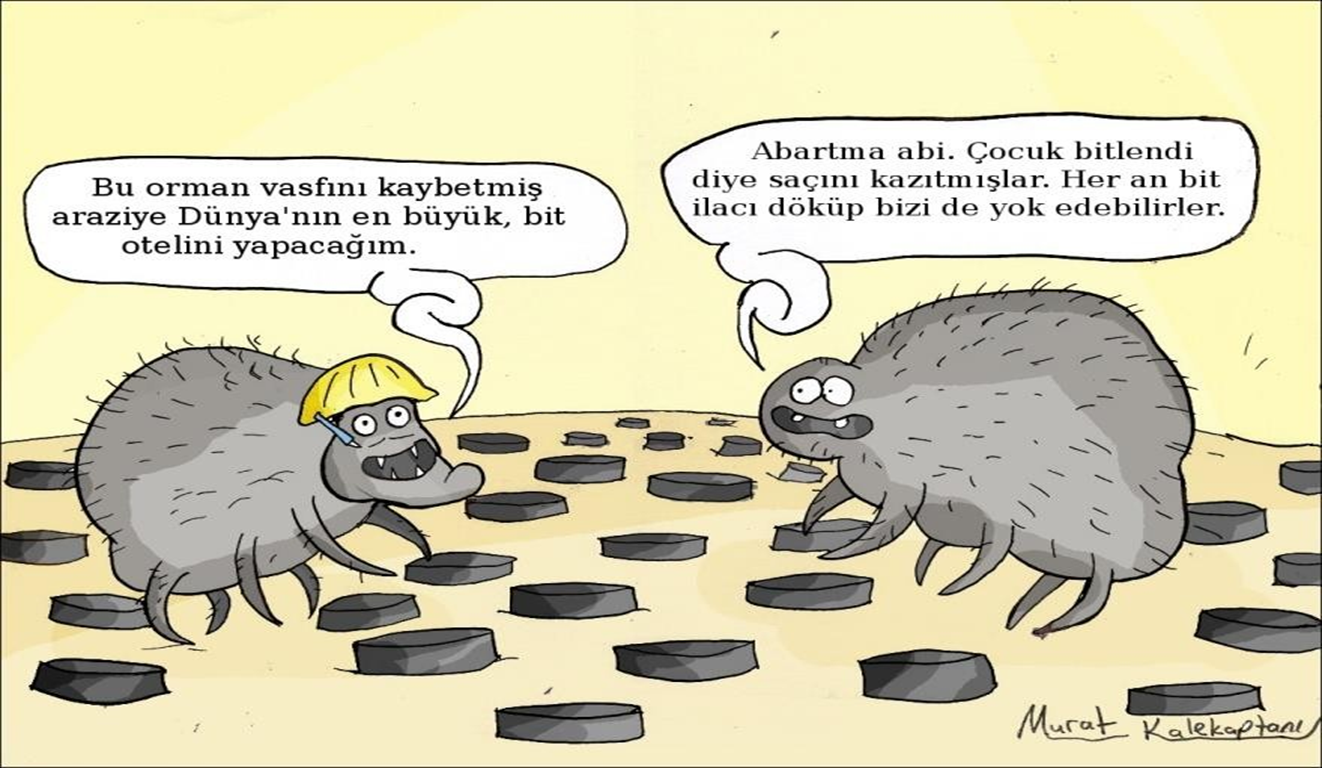 Bu orman vasfını kaybetmiş
araziye Dünya'nın en büyük, bit
otelini yapacağım.
Abartma abi. Çocuk bitlendi
diye saçını kazıtmışlar. Her an bit
ilacı döküp bizi de yok edebilirler.
Murat Kalekaptanı